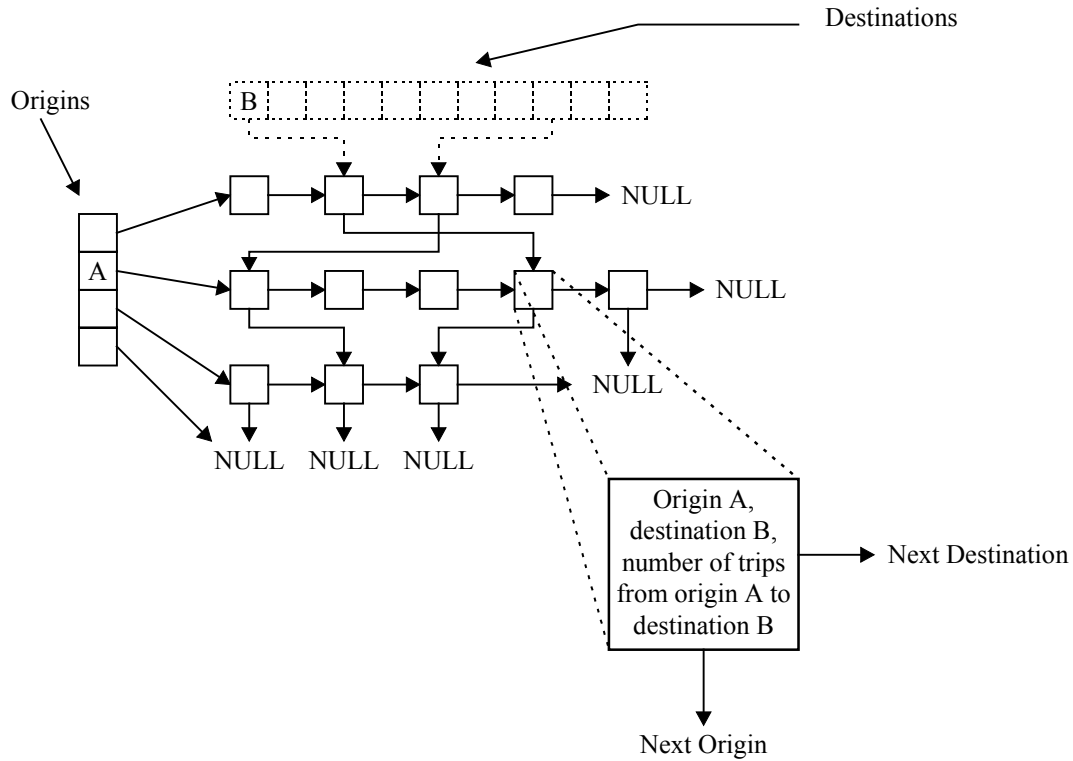 Destinations
Origins
B
NULL
A
NULL
NULL
NULL NULL NULL
Origin A,
destination B,
number of trips
from origin A to
destination B
Next Destination
Next Origin